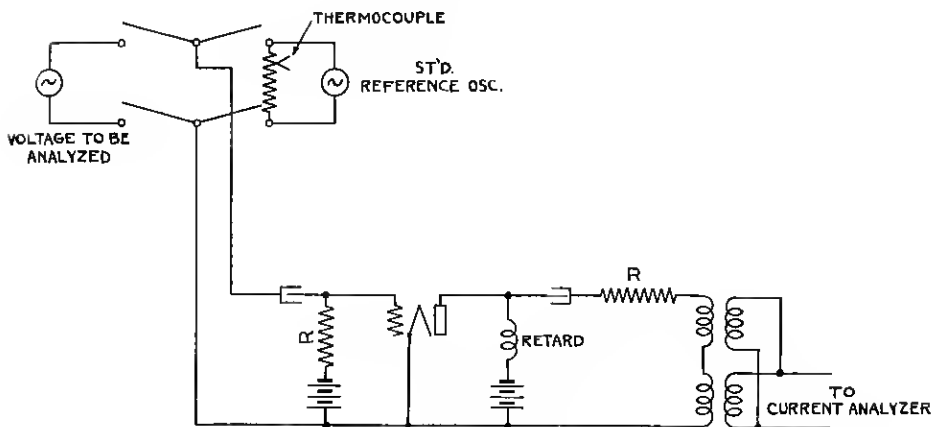 THERMOCOUPLE
ST'D.
REFERENCE OSC.
VOLTAGE TO BE
ANALYZED
R
R
RETARD
TO
CURRENT ANALYZER